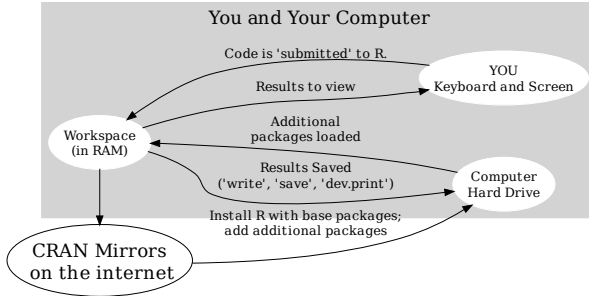 You and Your Computer
Code is 'submitted' to R.
YOU
Keyboard and Screen
Results to view
Workspace
(in RAM)
Additional
packages loaded
Results Saved
('write', 'save', 'dev.print')
Computer
Hard Drive
Install R with base packages;
add additional packages
CRAN Mirrors
on the internet